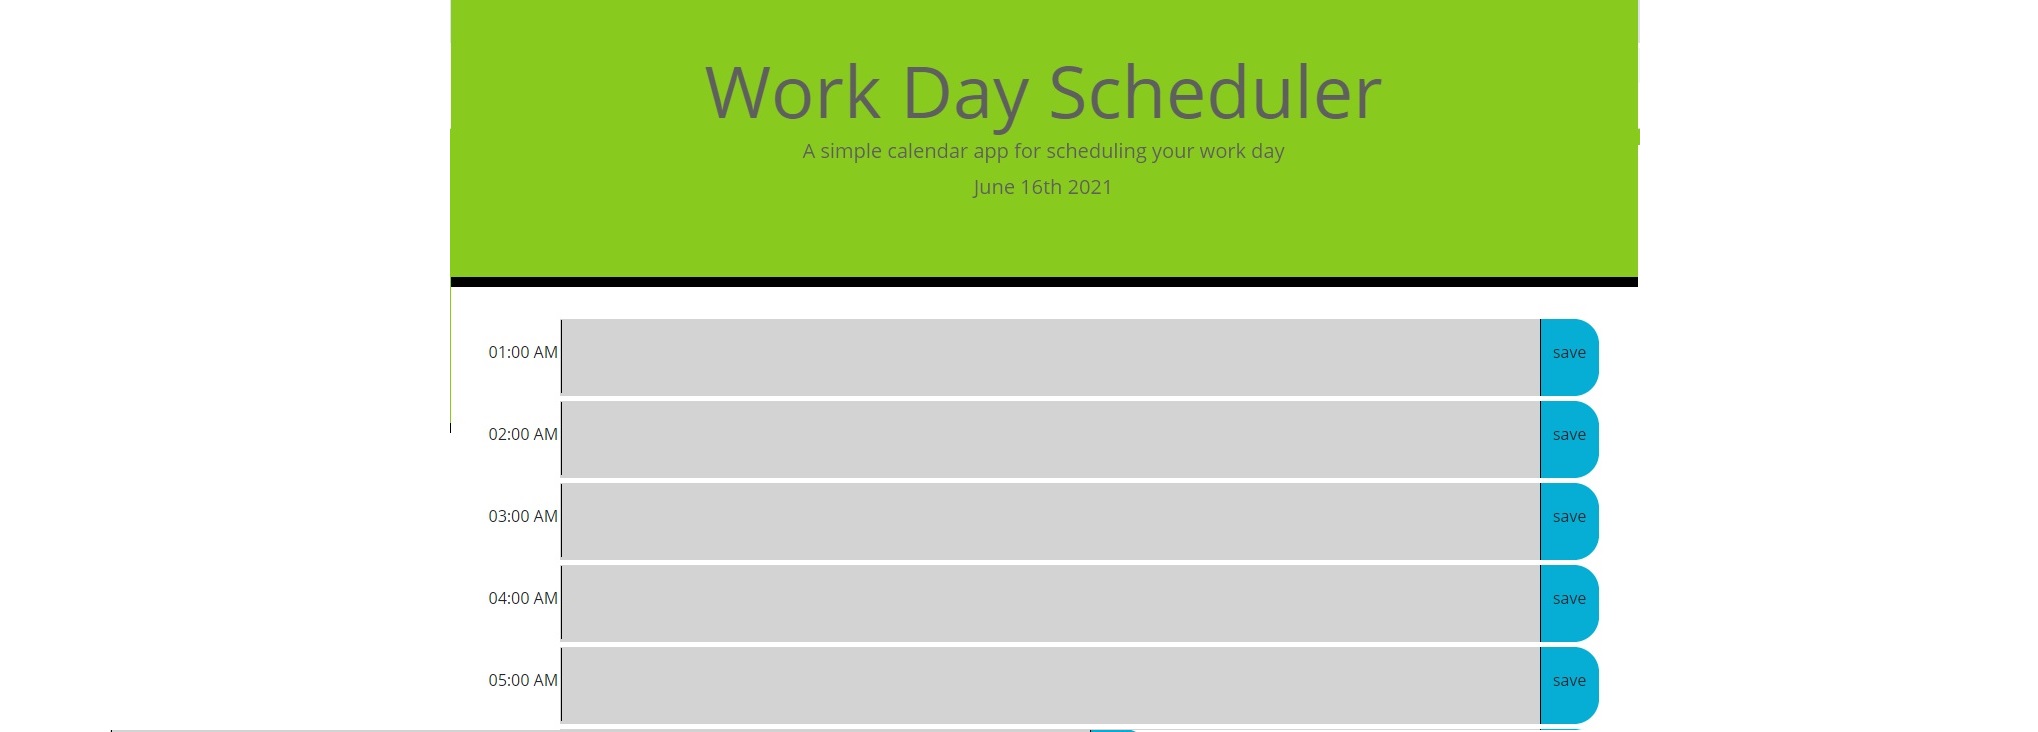 Work Day Scheduler
A simple calendar app for scheduling your work day
June 16th 2021
01:00 AM save
02:00 AM save
03:00 AM save
04:00 AM save
05:00 AM save